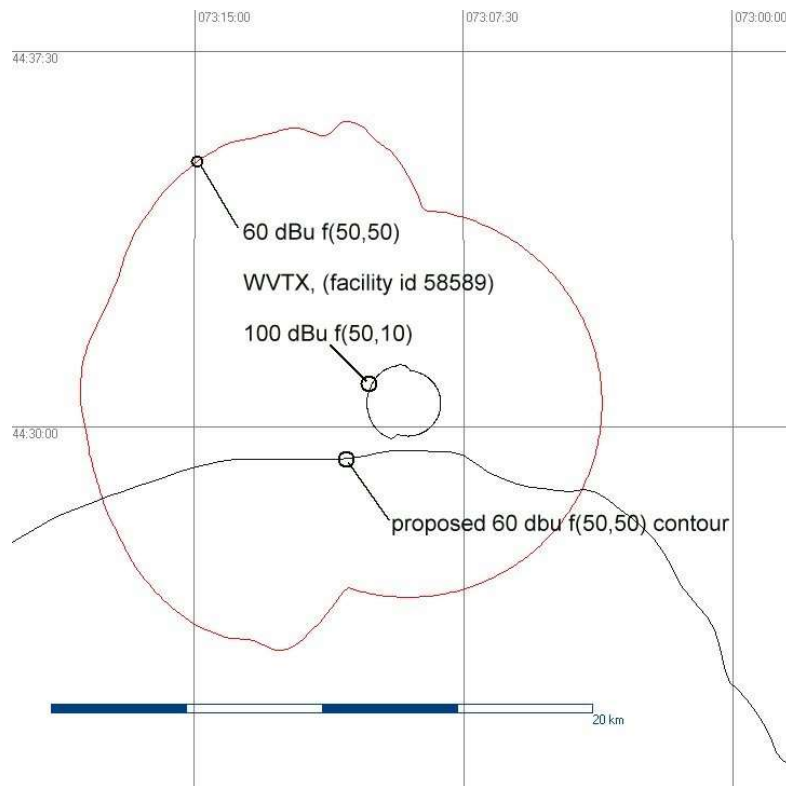 073:15:00
073:07:30
073:00:00
44:37:30
60 dBu f(50,50)
WVTX, (facility id 58589)
100 dBu f(50,10)
44:30:00
proposed 60 dbu f(50,50) contour
20 km